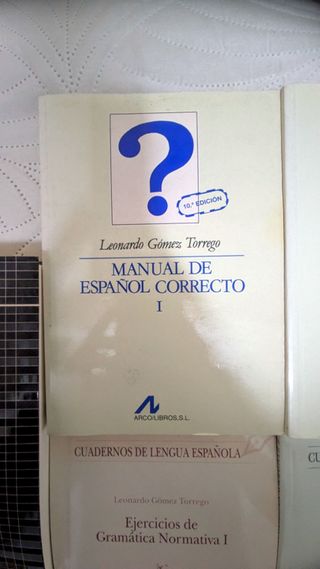 ?
10.ª EDICIÓN
Leonardo Gómez Torrego
MANUAL DE
ESPAÑOL CORRECTO
I
ARCO/LIBROS, S.L.
CUADERNOS DE LENGUA ESPAÑOLA
CU
Leonardo Gómez Torrego
Ejercicios de
Gramática Normativa I